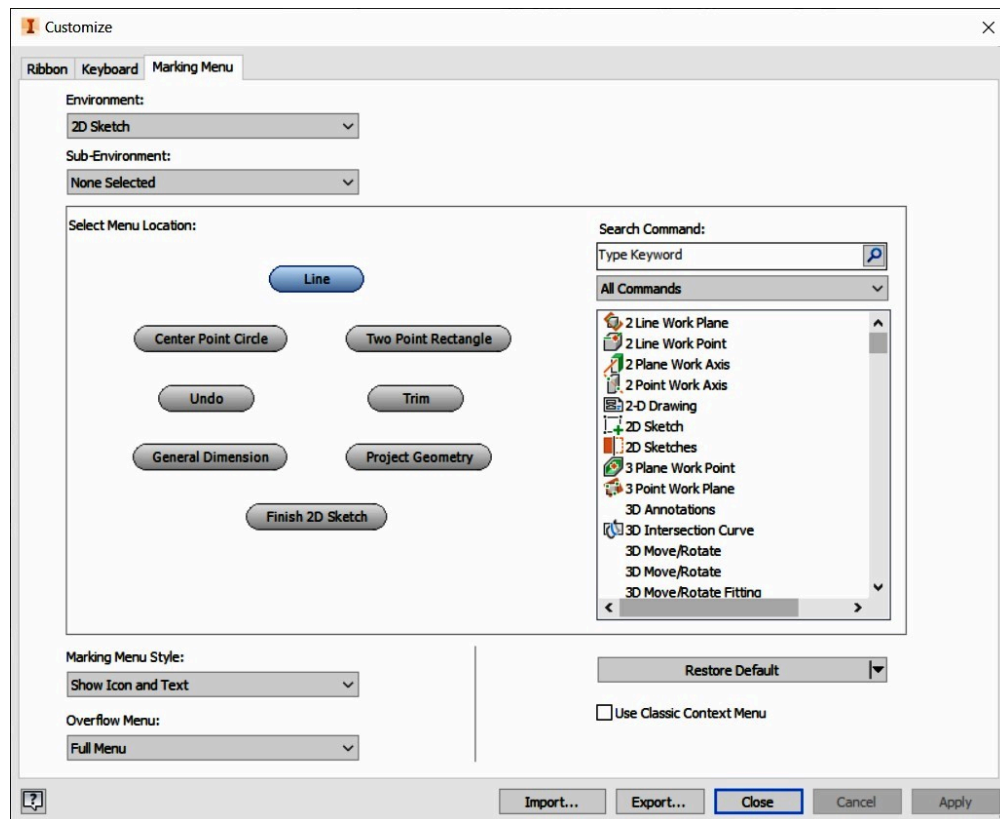 Customize
Ribbon Keyboard Marking Menu
Environment:
2D Sketch
Sub-Environment:
None Selected
Select Menu Location:
Line
Center Point Circle
Two Point Rectangle
Undo
Trim
General Dimension
Project Geometry
Finish 2D Sketch
Search Command:
Type Keyword
All Commands
2 Line Work Plane
2 Line Work Point
2 Plane Work Axis
2 Point Work Axis
2-D Drawing
2D Sketch
2D Sketches
3 Plane Work Point
3 Point Work Plane
3D Annotations
3D Intersection Curve
3D Move/Rotate
3D Move/Rotate
3D Move/Rotate Fitting
Marking Menu Style:
Show Icon and Text
Overflow Menu:
Full Menu
Restore Default
Use Classic Context Menu
Import... Export... Close Cancel Apply